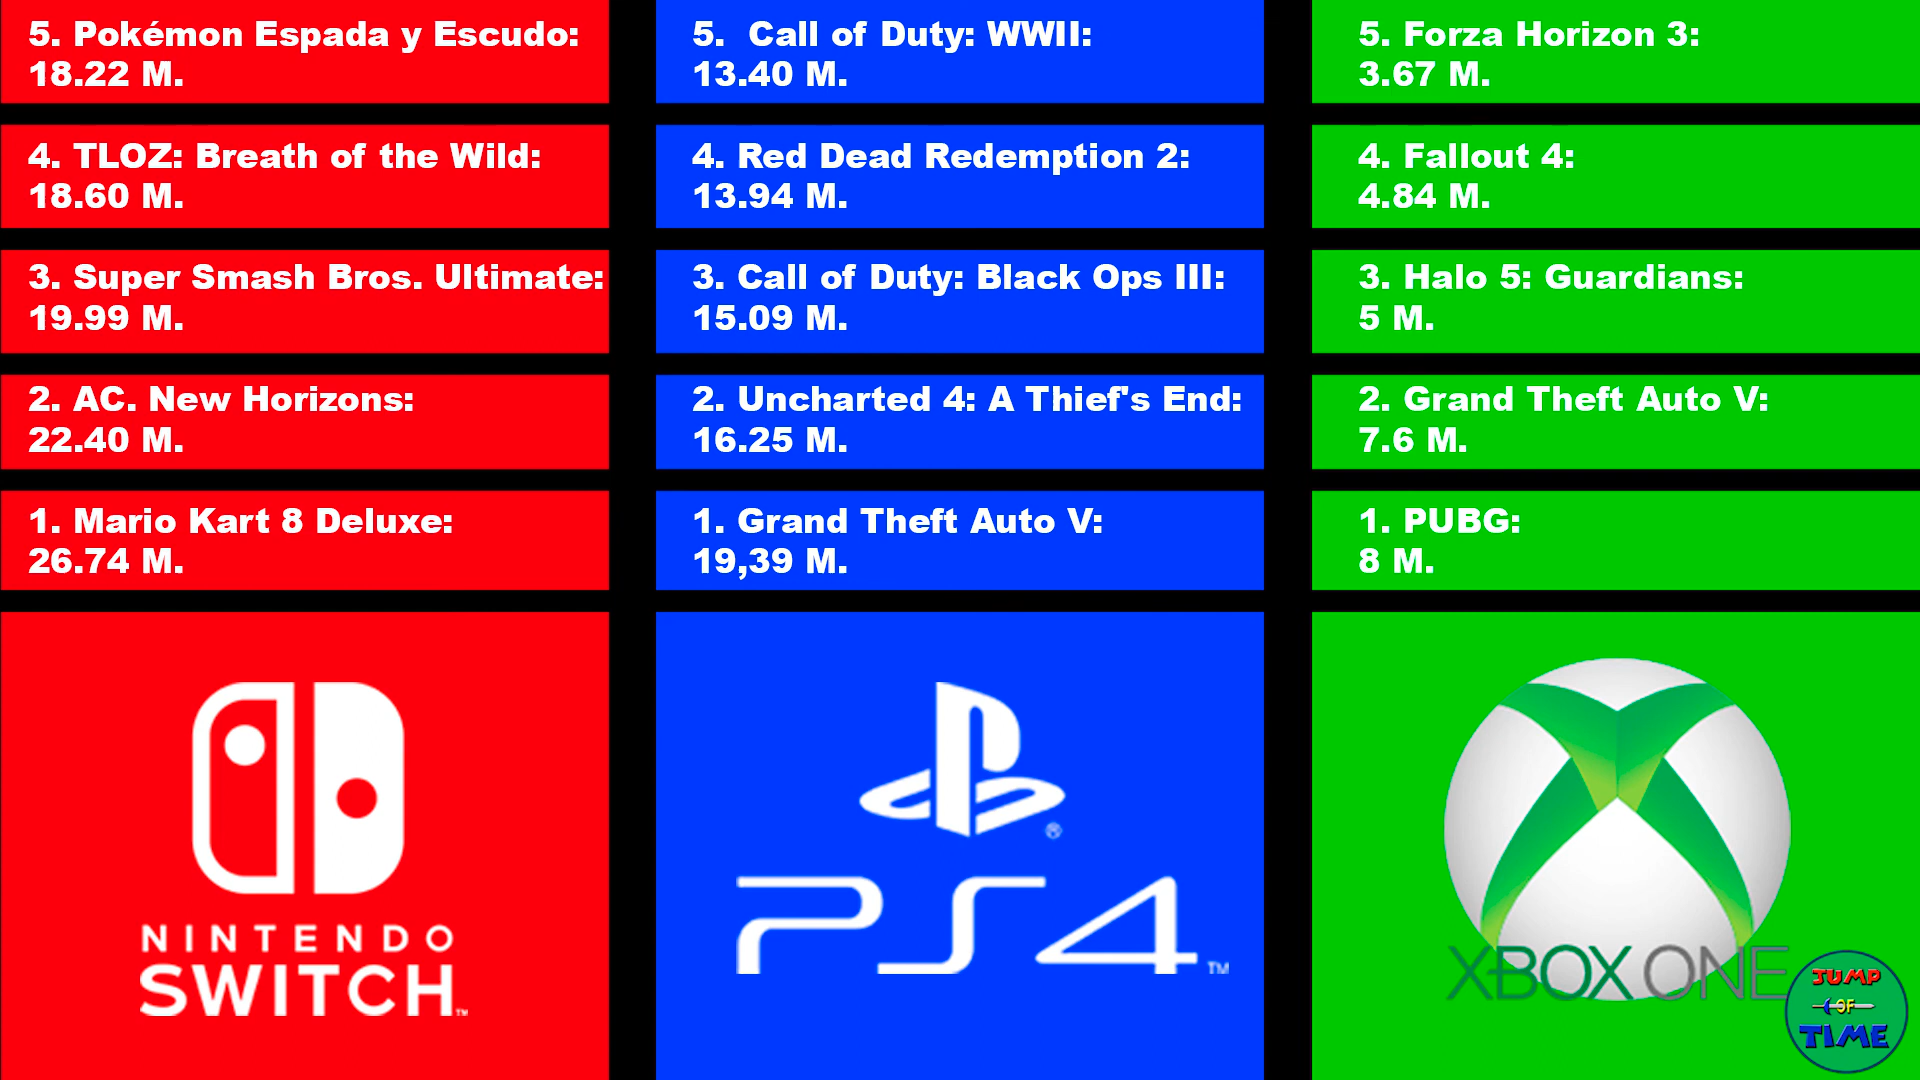 5. Pokémon Espada y Escudo:
18.22 M.
4. TLOZ: Breath of the Wild:
18.60 M.
3. Super Smash Bros. Ultimate:
19.99 M.
2. AC. New Horizons:
22.40 M.
1. Mario Kart 8 Deluxe:
26.74 M.
NINTENDO
SWITCH™
5.  Call of Duty: WWII:
13.40 M.
4. Red Dead Redemption 2:
13.94 M.
3. Call of Duty: Black Ops III:
15.09 M.
2. Uncharted 4: A Thief's End:
16.25 M.
1. Grand Theft Auto V:
19,39 M.
®
PS4™
5. Forza Horizon 3:
3.67 M.
4. Fallout 4:
4.84 M.
3. Halo 5: Guardians:
5 M.
2. Grand Theft Auto V:
7.6 M.
1. PUBG:
8 M.
XBOX ONE
JUMP
OF
TIME